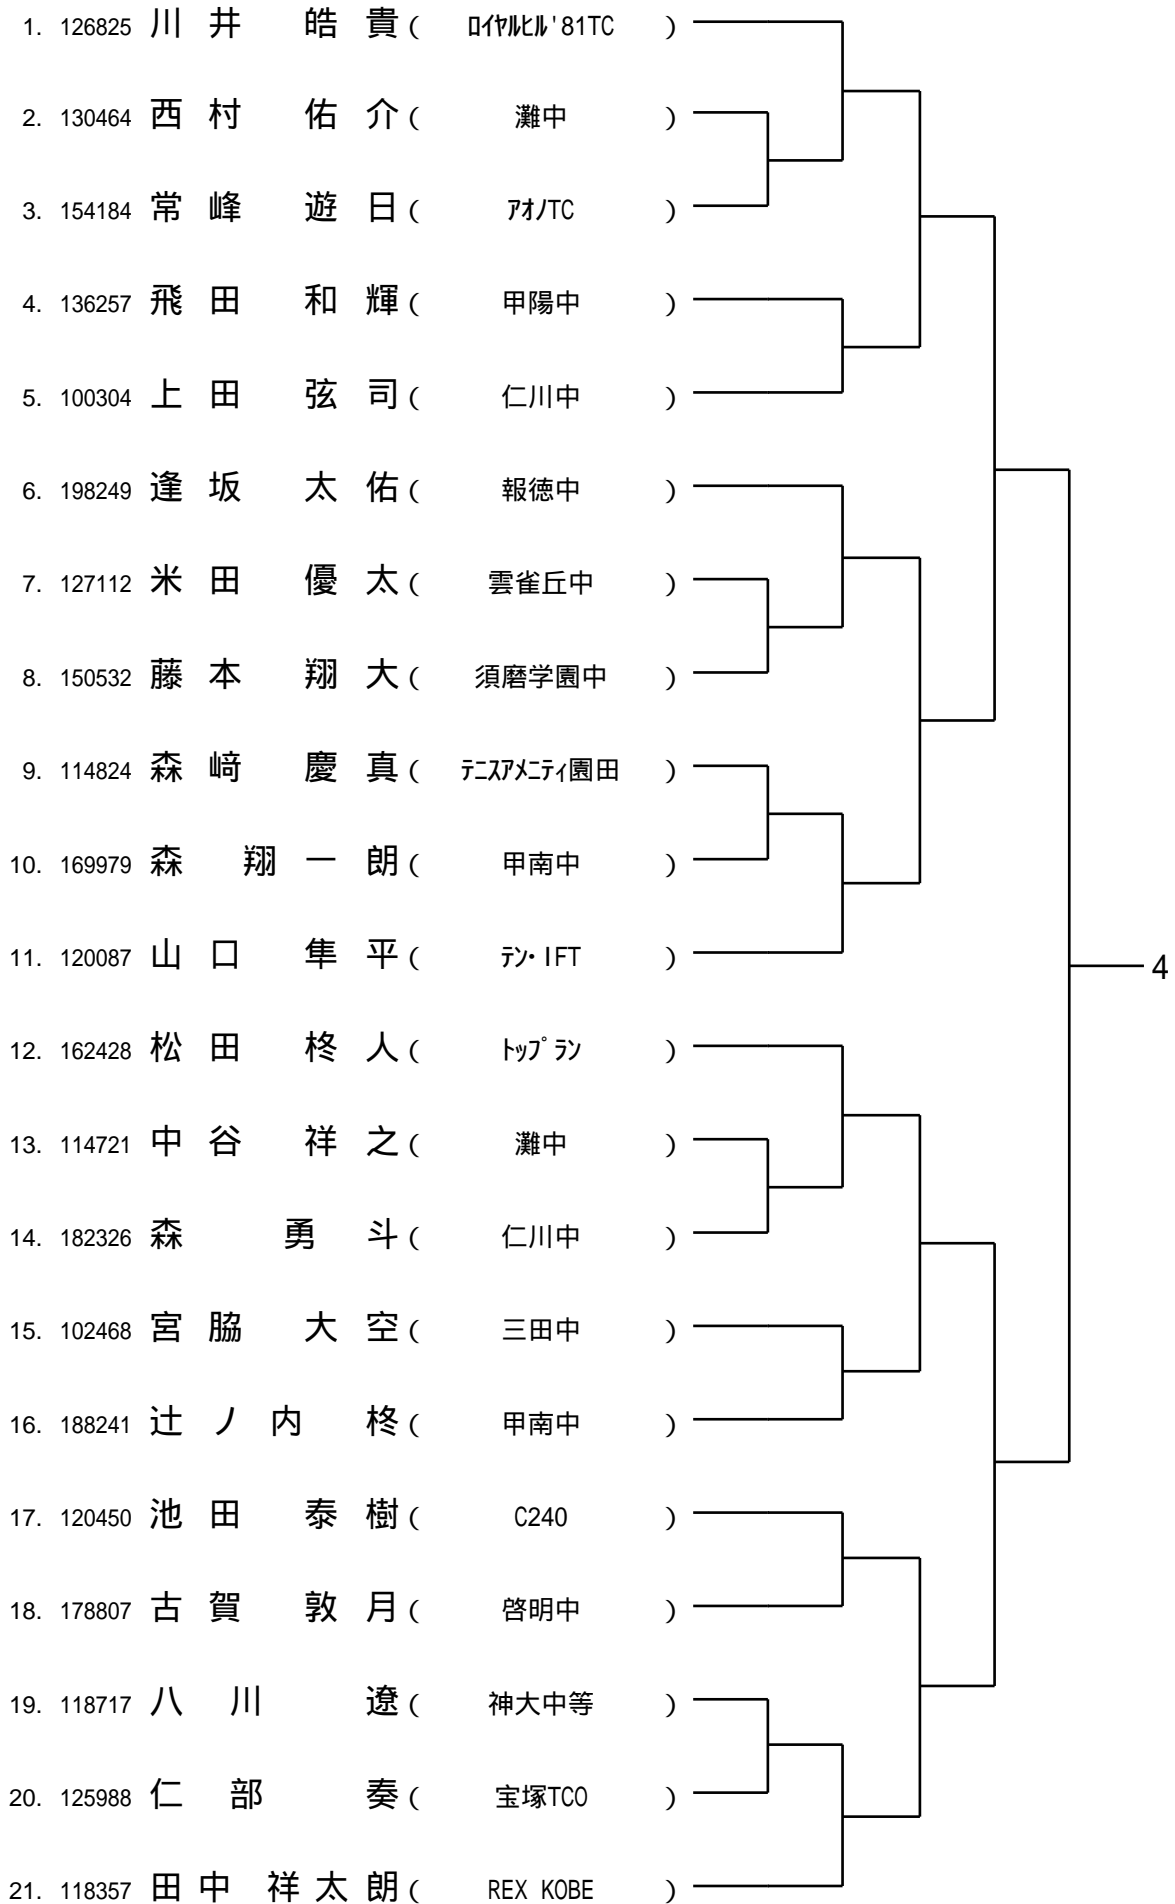 1. 126825 川井 皓貴 ( ﾛｲﾔﾙﾋﾙ'81TC )
2. 130464 西村 佑介 ( 灘中 )
3. 154184 常峰 遊日 ( ｱｵﾉTC )
4. 136257 飛田 和輝 ( 甲陽中 )
5. 100304 上田 弦司 ( 仁川中 )
6. 198249 逢坂 太佑 ( 報徳中 )
7. 127112 米田 優太 ( 雲雀丘中 )
8. 150532 藤本 翔大 ( 須磨学園中 )
9. 114824 森﨑 慶真 ( ﾃﾆｽｱﾒﾆﾃｨ園田 )
10. 169979 森 翔一朗 ( 甲南中 )
11. 120087 山口 隼平 ( ﾃﾝ･IFT )
4
12. 162428 松田 柊人 ( ﾄｯﾌﾟﾗﾝ )
13. 114721 中谷 祥之 ( 灘中 )
14. 182326 森 勇斗 ( 仁川中 )
15. 102468 宮脇 大空 ( 三田中 )
16. 188241 辻ノ内 柊 ( 甲南中 )
17. 120450 池田 泰樹 ( C240 )
18. 178807 古賀 敦月 ( 啓明中 )
19. 118717 八川 遼 ( 神大中等 )
20. 125988 仁部 奏 ( 宝塚TCO )
21. 118357 田中 祥太朗 ( REX KOBE )